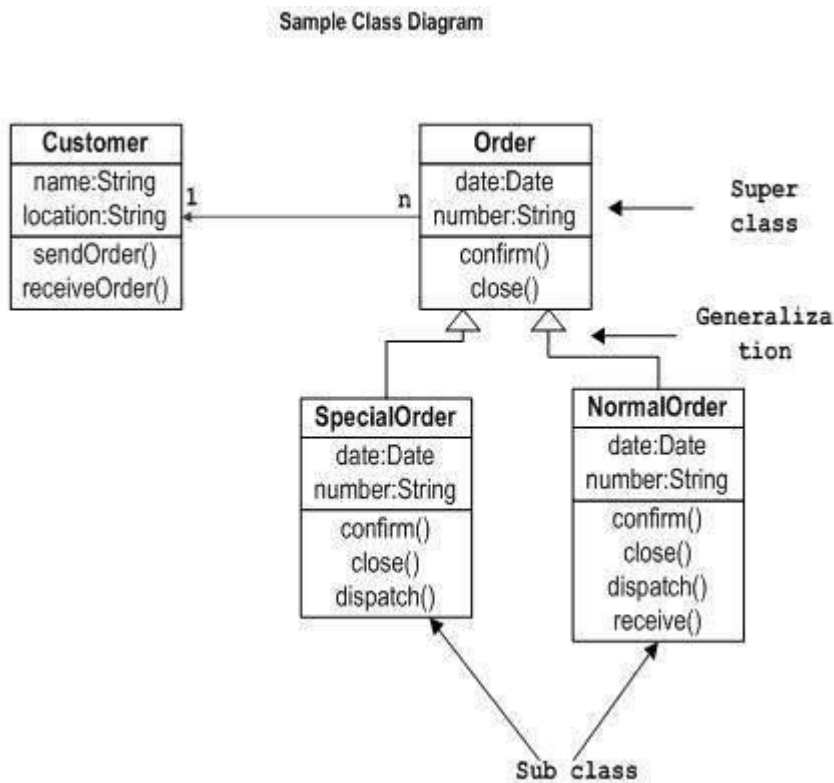 Sample Class Diagram
Customer
name:String
location:String
sendOrder()
receiveOrder()
1
n
Order
date:Date
number:String
confirm()
close()
Super
class
Generaliza
tion
SpecialOrder
date:Date
number:String
confirm()
close()
dispatch()
NormalOrder
date:Date
number:String
confirm()
close()
dispatch()
receive()
Sub class